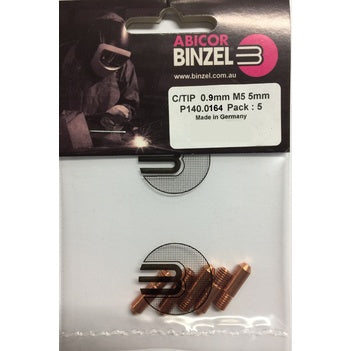 ABICOR
BINZEL
www.binzel.com.au
C/TIP 0.9mm M5 5mm
P140.0164 Pack : 5
Made in Germany